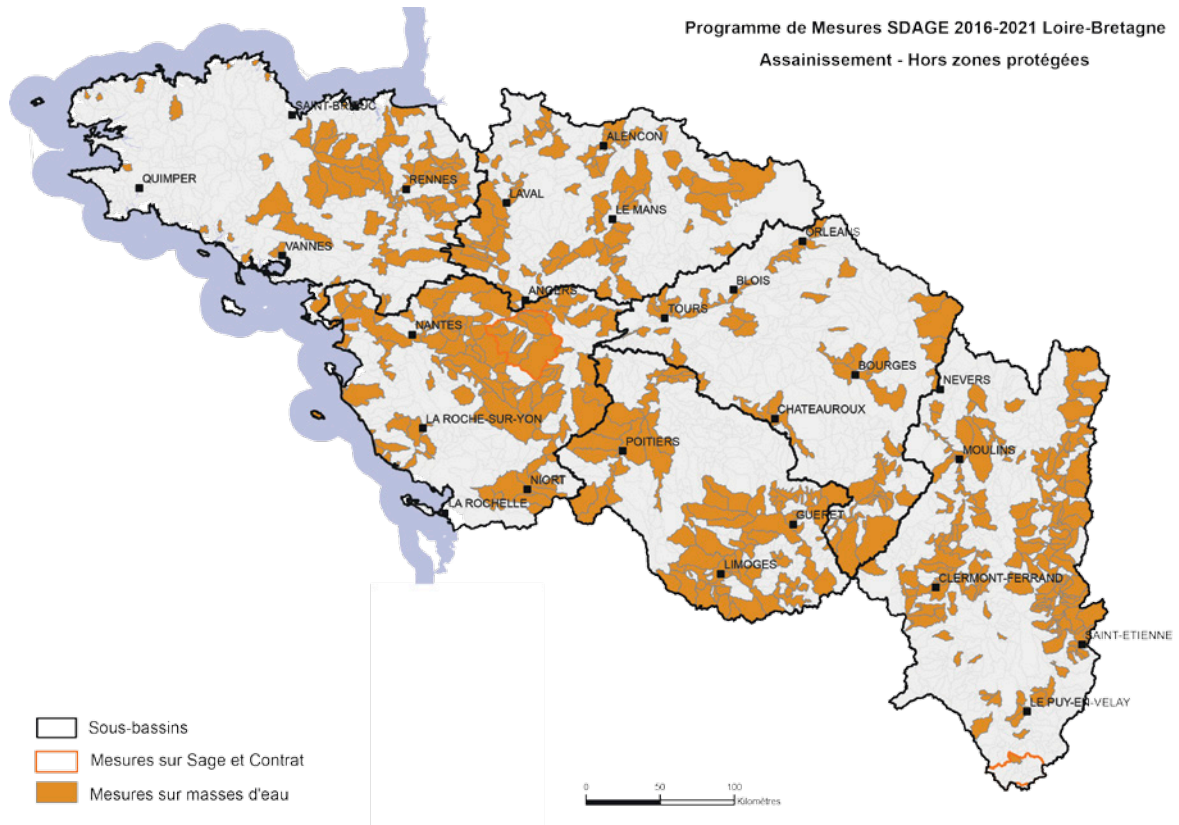 Programme de Mesures SDAGE 2016-2021 Loire-Bretagne
Assainissement - Hors zones protégées
SAINT-BRIEUC
ALENCON
QUIMPER
RENNES
LAVAL
LE MANS
VANNES
ORLEANS
ANGERS
BLOIS
TOURS
NANTES
BOURGES
NEVERS
LA ROCHE-SUR-YON
CHATEAUROUX
POITIERS
MOULINS
NIORT
LA ROCHELLE
GUERET
LIMOGES
CLERMONT-FERRAND
SAINT-ETIENNE
LE PUY-EN-VELAY
Sous-bassins
Mesures sur Sage et Contrat
Mesures sur masses d'eau
0 50 100
Kilomètres